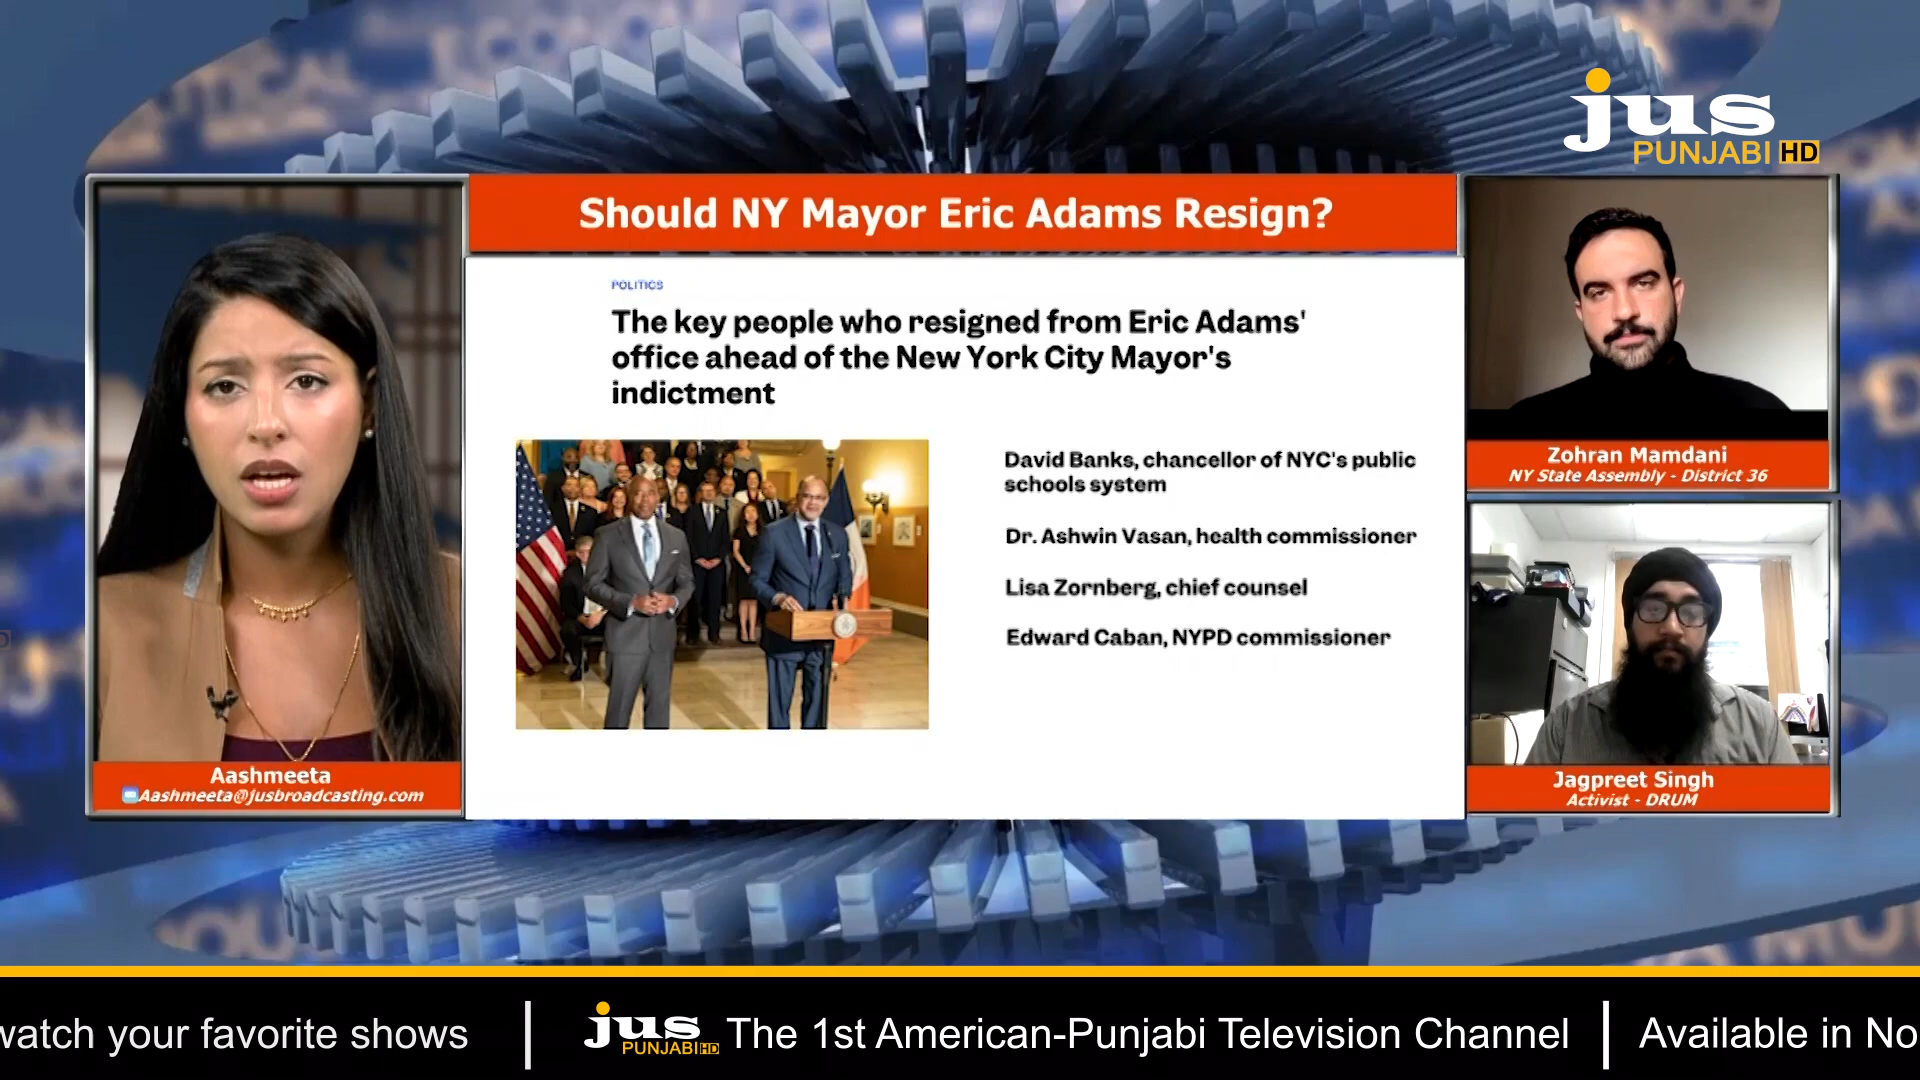 jus
PUNJABI HD
Should NY Mayor Eric Adams Resign?
POLITICS
The key people who resigned from Eric Adams'
office ahead of the New York City Mayor's
indictment
David Banks, chancellor of NYC's public
schools system
Dr. Ashwin Vasan, health commissioner
Lisa Zornberg, chief counsel
Edward Caban, NYPD commissioner
Aashmeeta
Aashmeeta@jusbroadcasting.com
Zohran Mamdani
NY State Assembly - District 36
Jagpreet Singh
Activist - DRUM
watch your favorite shows
jus
PUNJABI HD
The 1st American-Punjabi Television Channel
Available in No